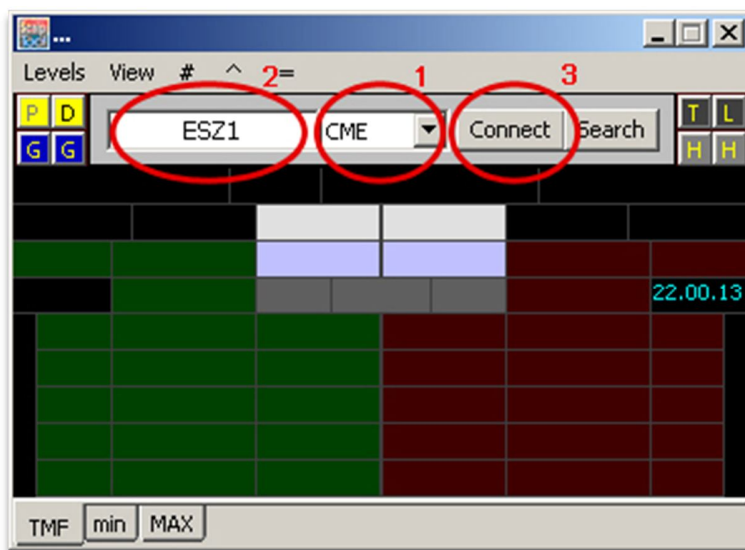 ...
Levels View # ^ 2= 1 3
P D ESZ1 CME Connect Search T L
G G H H
22.00.13
TMF min MAX